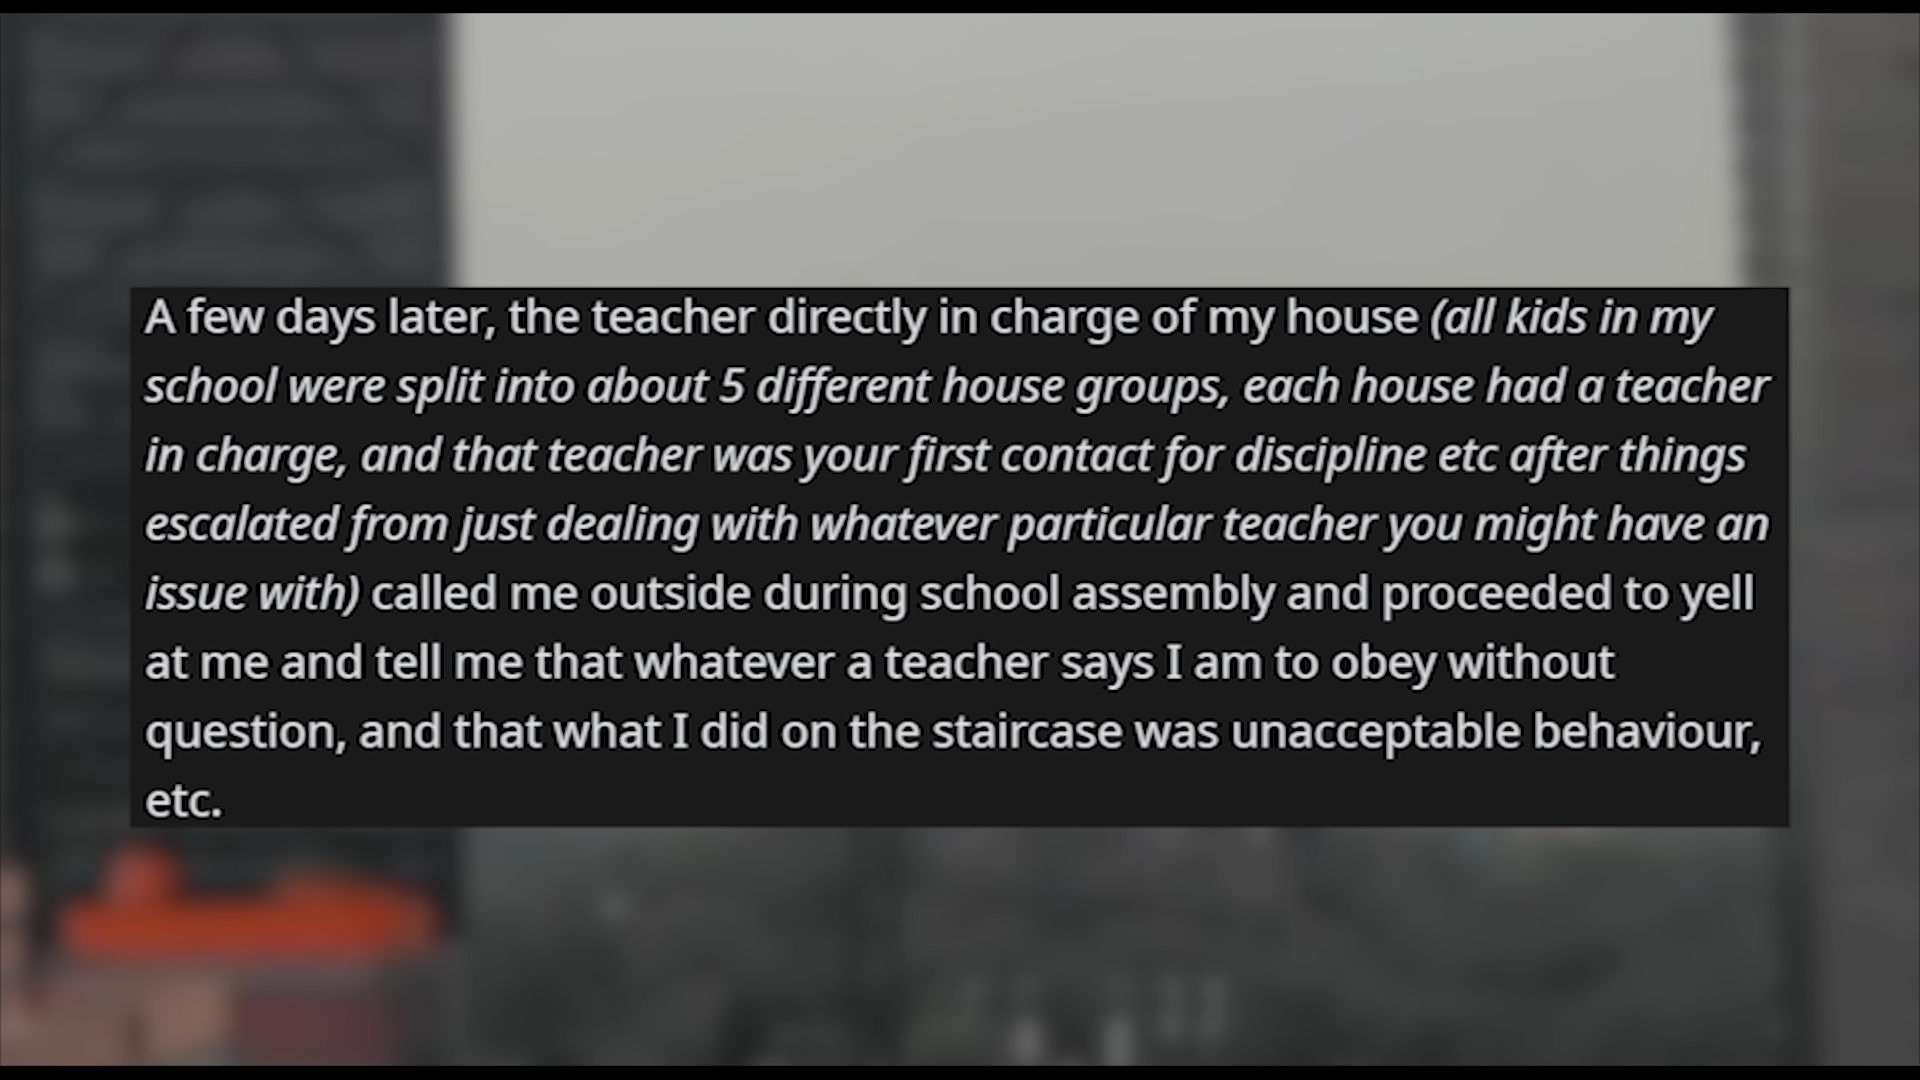 A few days later, the teacher directly in charge of my house (all kids in my
school were split into about 5 different house groups, each house had a teacher
in charge, and that teacher was your first contact for discipline etc after things
escalated from just dealing with whatever particular teacher you might have an
issue with) called me outside during school assembly and proceeded to yell
at me and tell me that whatever a teacher says I am to obey without
question, and that what I did on the staircase was unacceptable behaviour,
etc.